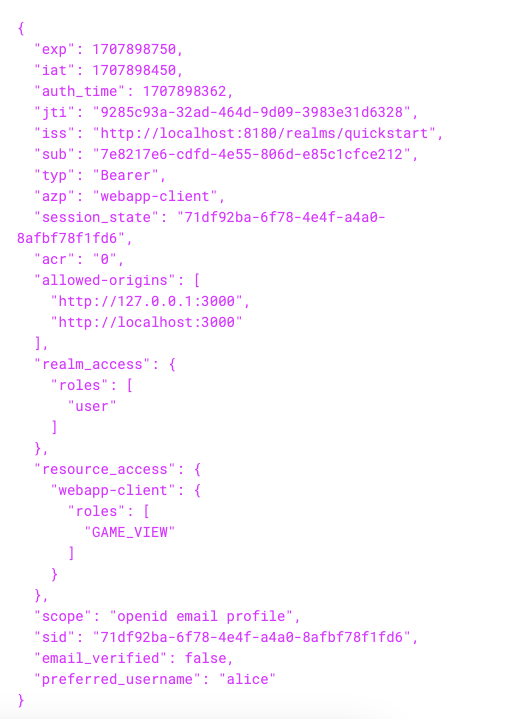 {
  "exp": 1707898750,
  "iat": 1707898450,
  "auth_time": 1707898362,
  "jti": "9285c93a-32ad-464d-9d09-3983e31d6328",
  "iss": "http://localhost:8180/realms/quickstart",
  "sub": "7e8217e6-cdfd-4e55-806d-e85c1cfce212",
  "typ": "Bearer",
  "azp": "webapp-client",
  "session_state": "71df92ba-6f78-4e4f-a4a0-
8afbf78f1fd6",
  "acr": "0",
  "allowed-origins": [
    "http://127.0.0.1:3000",
    "http://localhost:3000"
  ],
  "realm_access": {
    "roles": [
      "user"
    ]
  },
  "resource_access": {
    "webapp-client": {
      "roles": [
        "GAME_VIEW"
      ]
    }
  },
  "scope": "openid email profile",
  "sid": "71df92ba-6f78-4e4f-a4a0-8afbf78f1fd6",
  "email_verified": false,
  "preferred_username": "alice"
}